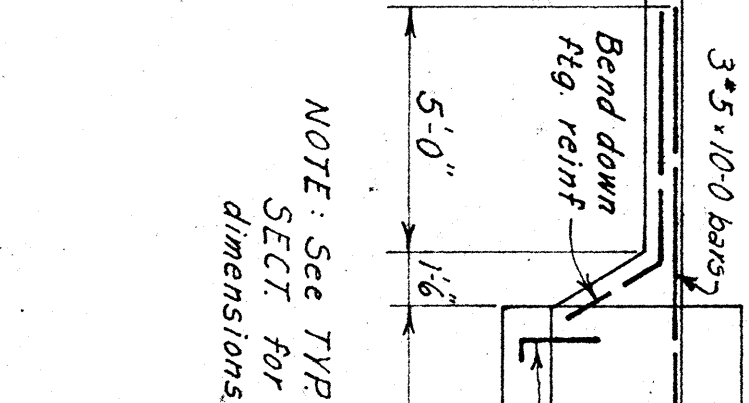 3#5 x 10-0 bars
Bend down
ftg. reinf
5'-0"
1'-6"
NOTE: See TYP.
SECT. for
dimensions